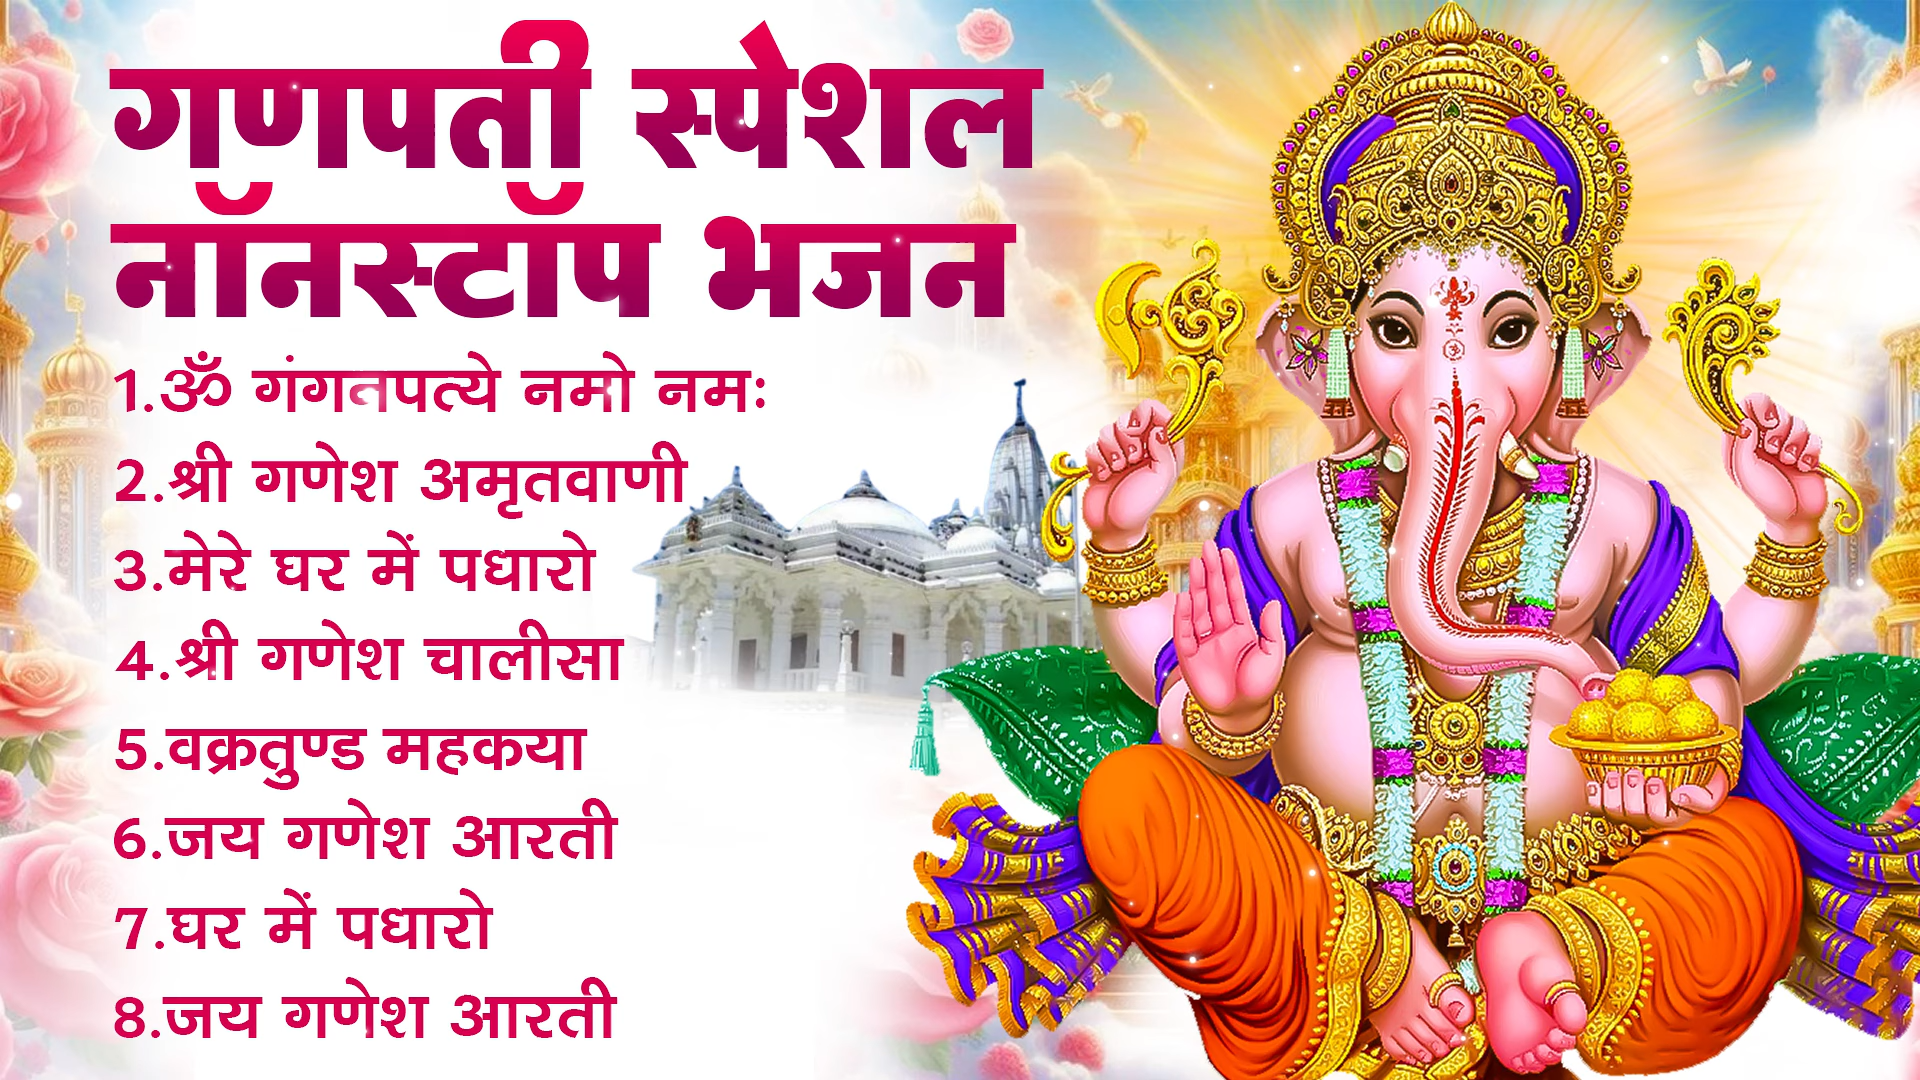 गणपती स्पेशल
नॉनस्टॉप भजन
1.ॐ गंगतपत्ये नमो नमः
2.श्री गणेश अमृतवाणी
3.मेरे घर में पधारो
4.श्री गणेश चालीसा
5.वक्रतुण्ड महकया
6.जय गणेश आरती
7.घर में पधारो
8.जय गणेश आरती